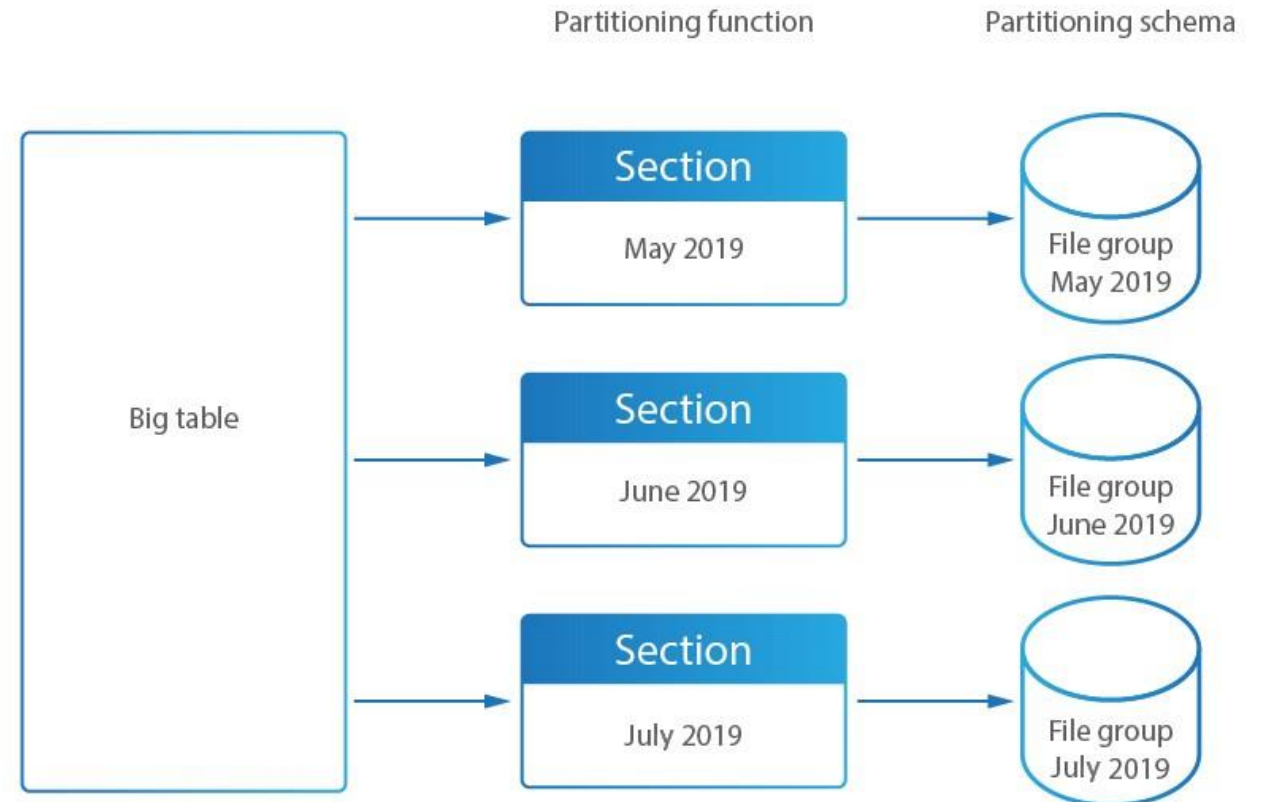 Partitioning function
Partitioning schema
Big table
Section
May 2019
File group
May 2019
Section
June 2019
File group
June 2019
Section
July 2019
File group
July 2019